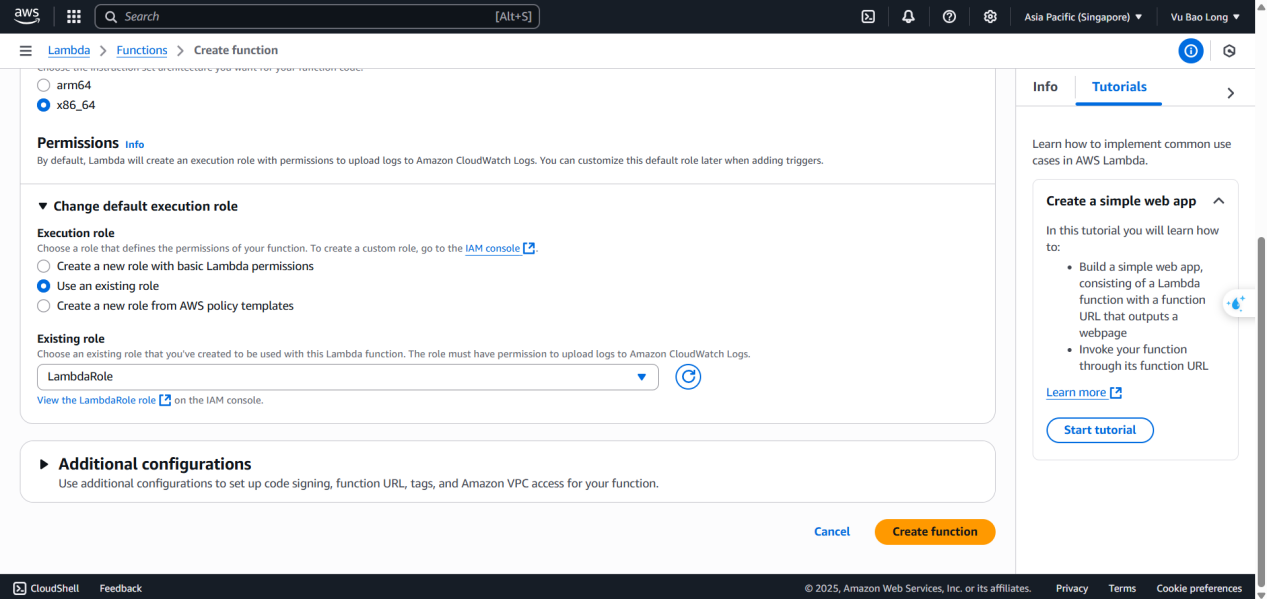 aws
Search
[Alt+S]
Asia Pacific (Singapore)
Vu Bao Long
Lambda
Functions
Create function
Choose the instruction set architecture you want for your function code.
arm64
x86_64
Permissions Info
By default, Lambda will create an execution role with permissions to upload logs to Amazon CloudWatch Logs. You can customize this default role later when adding triggers.
Change default execution role
Execution role
Choose a role that defines the permissions of your function. To create a custom role, go to the IAM console.
Create a new role with basic Lambda permissions
Use an existing role
Create a new role from AWS policy templates
Existing role
Choose an existing role that you've created to be used with this Lambda function. The role must have permission to upload logs to Amazon CloudWatch Logs.
LambdaRole
View the LambdaRole role on the IAM console.
Additional configurations
Use additional configurations to set up code signing, function URL, tags, and Amazon VPC access for your function.
Cancel
Create function
Info
Tutorials
Learn how to implement common use
cases in AWS Lambda.
Create a simple web app
In this tutorial you will learn how
to:
• Build a simple web app,
consisting of a Lambda
function with a function
URL that outputs a
webpage
• Invoke your function
through its function URL
Learn more
Start tutorial
CloudShell
Feedback
© 2025, Amazon Web Services, Inc. or its affiliates.
Privacy
Terms
Cookie preferences